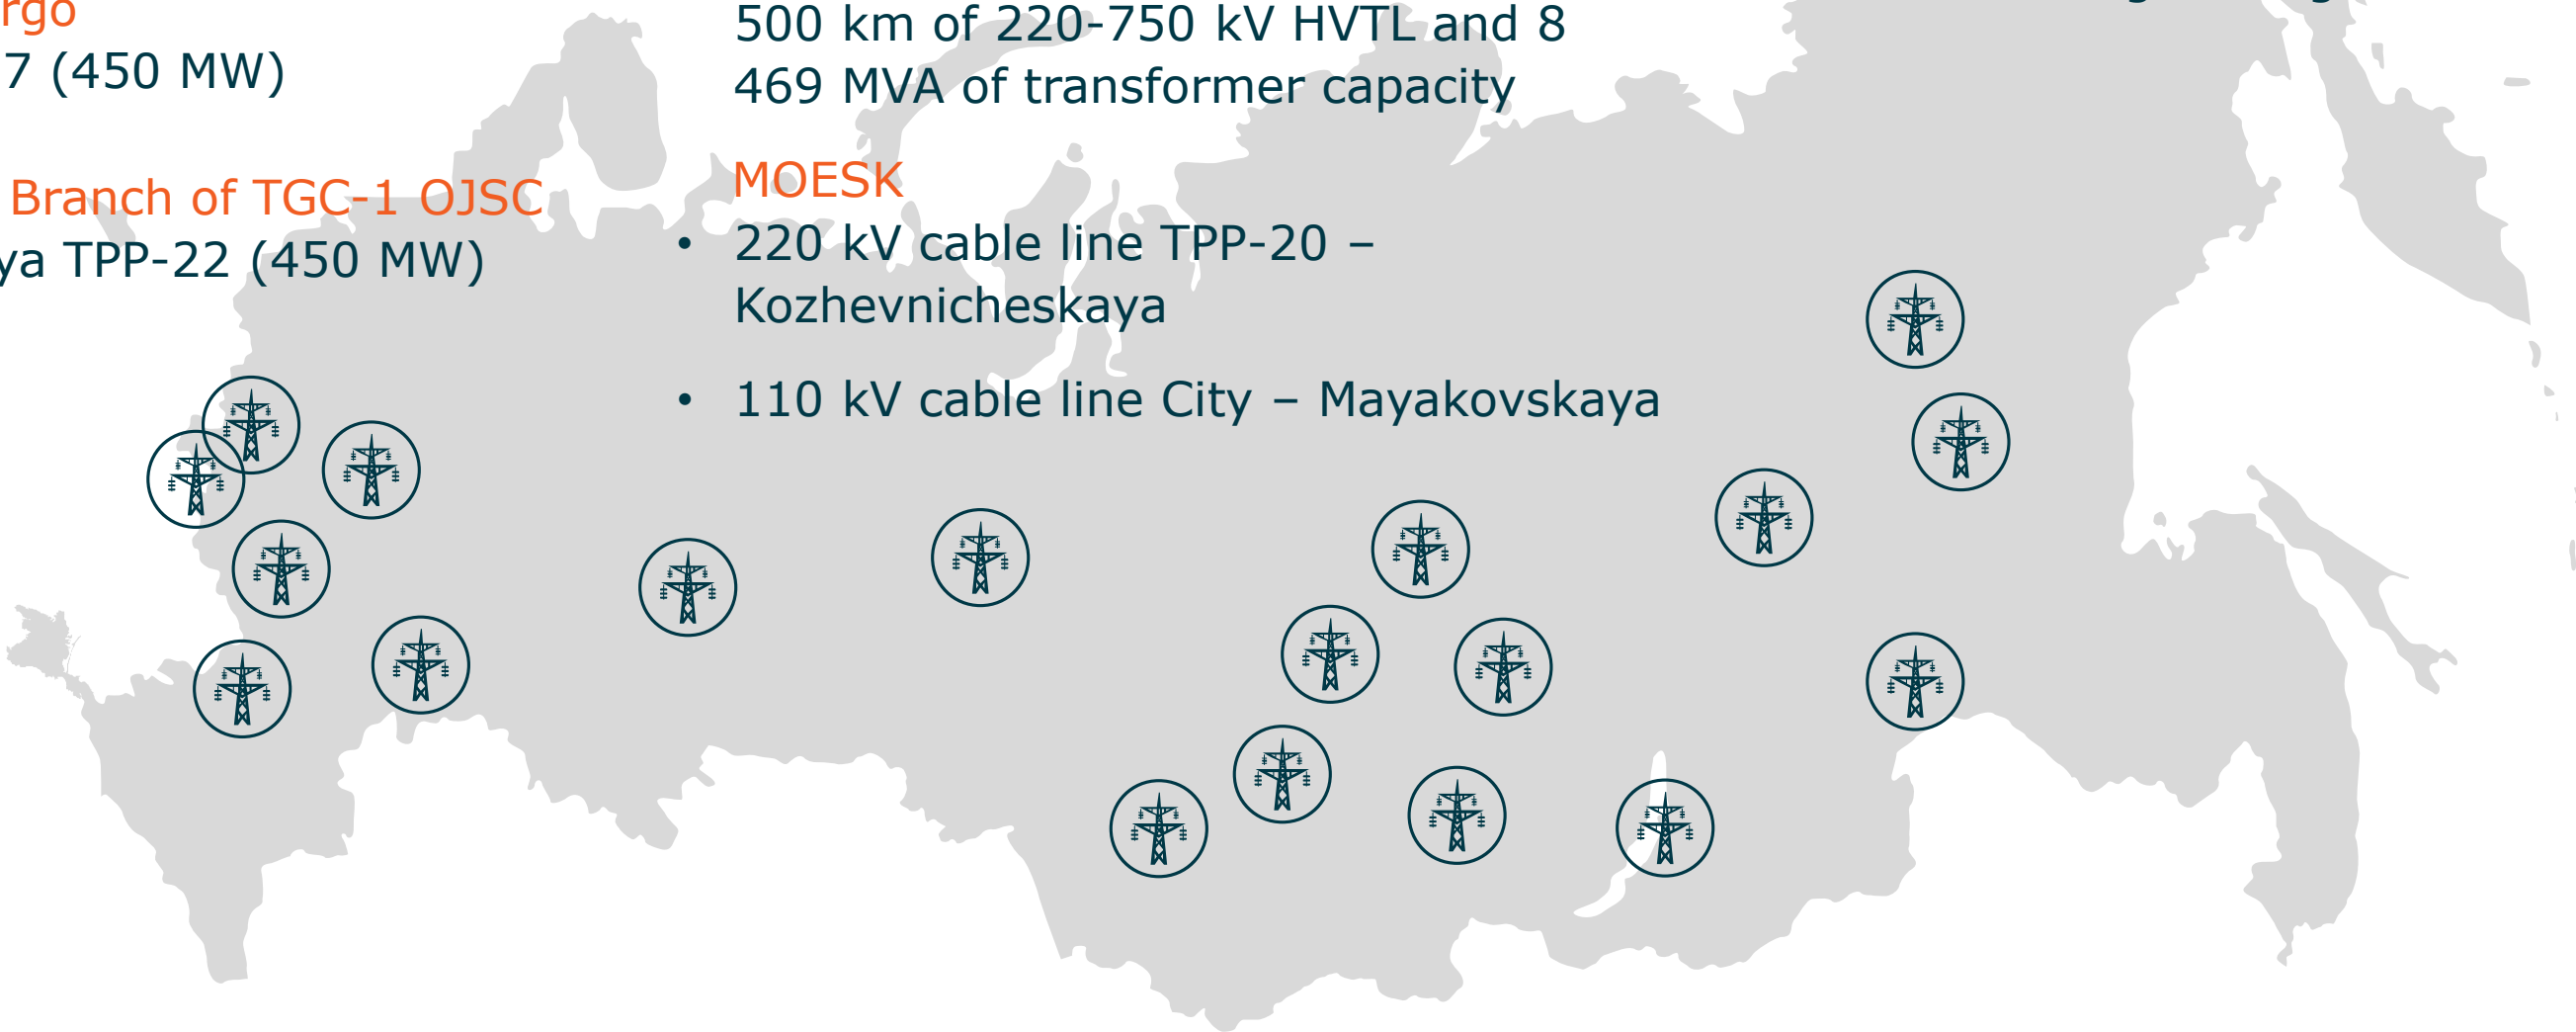 rgo
7 (450 MW)
Branch of TGC-1 OJSC
ya TPP-22 (450 MW)
500 km of 220-750 kV HVTL and 8
469 MVA of transformer capacity
MOESK
• 220 kV cable line TPP-20 –
Kozhevnicheskaya
• 110 kV cable line City – Mayakovskaya